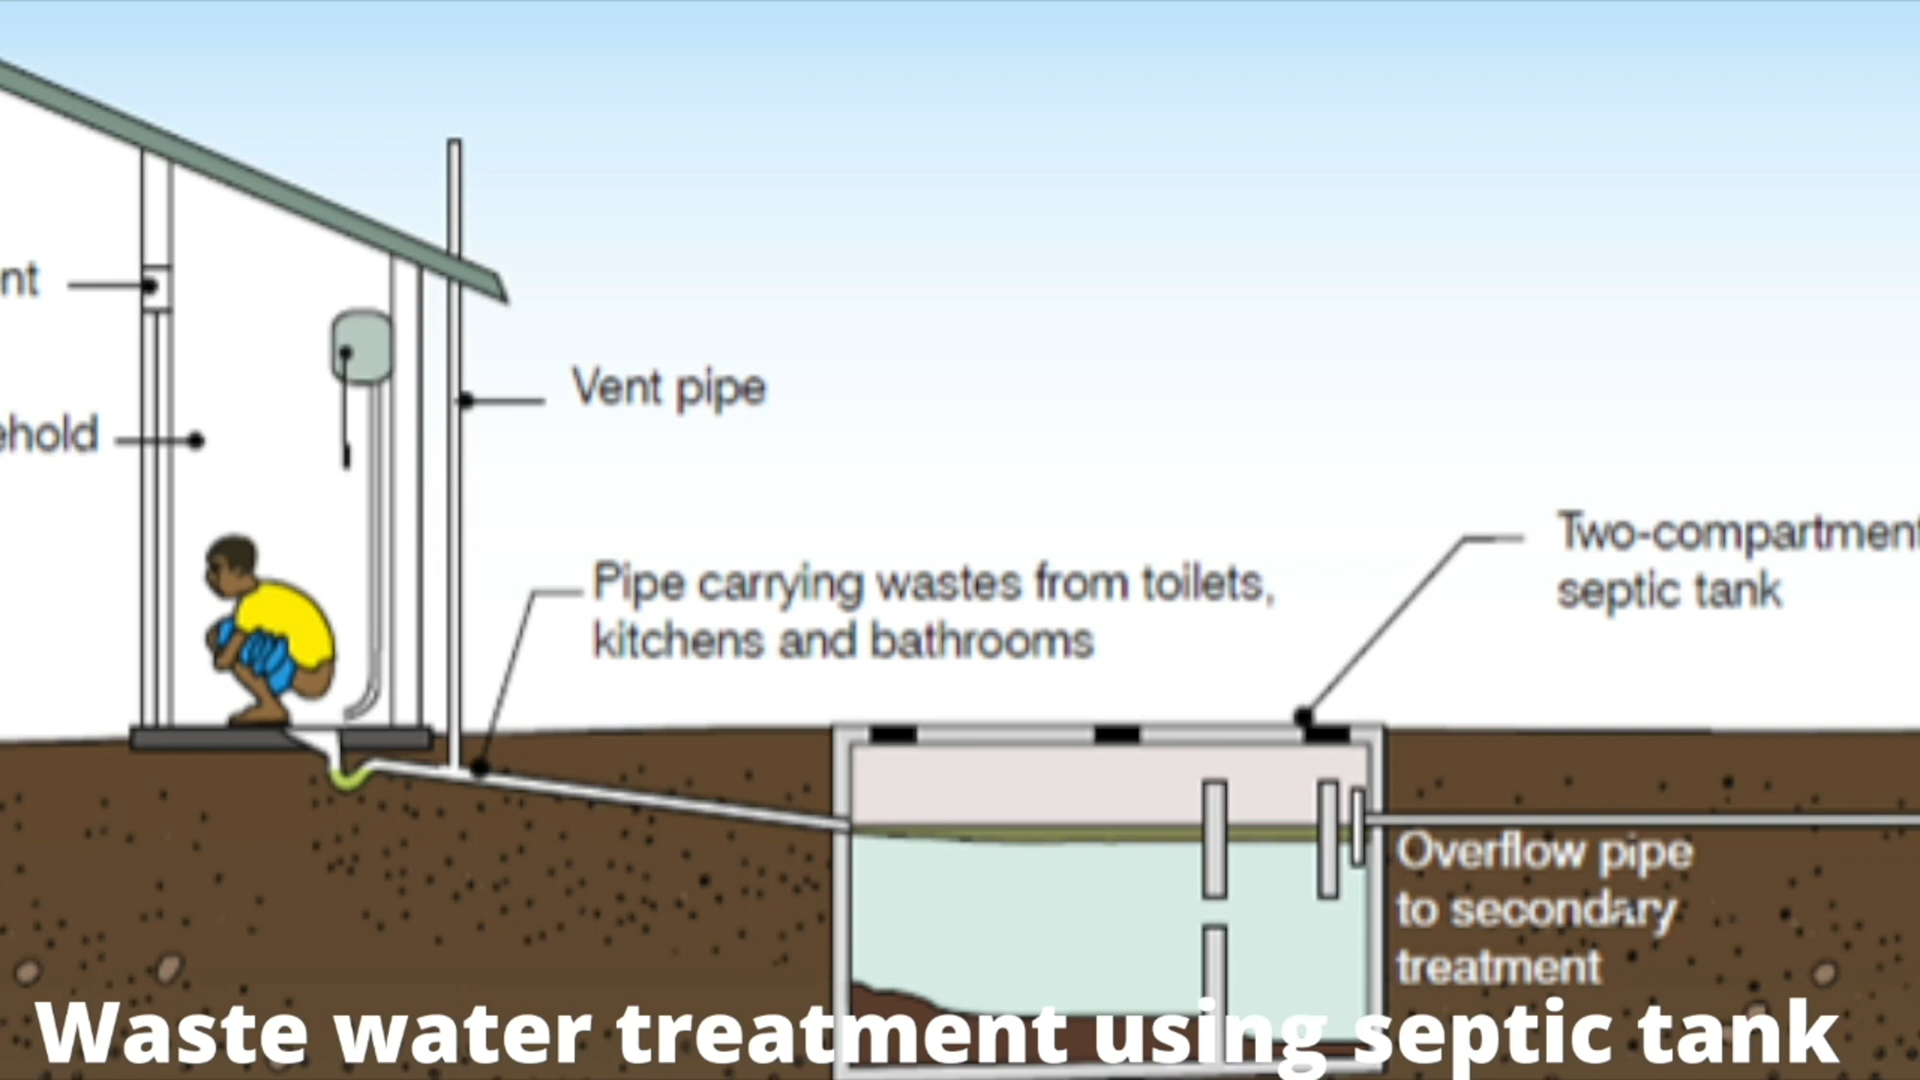 nt
Vent pipe
ehold
Two-compartment
septic tank
Pipe carrying wastes from toilets,
kitchens and bathrooms
Overflow pipe
to secondary
treatment
Waste water treatment using septic tank